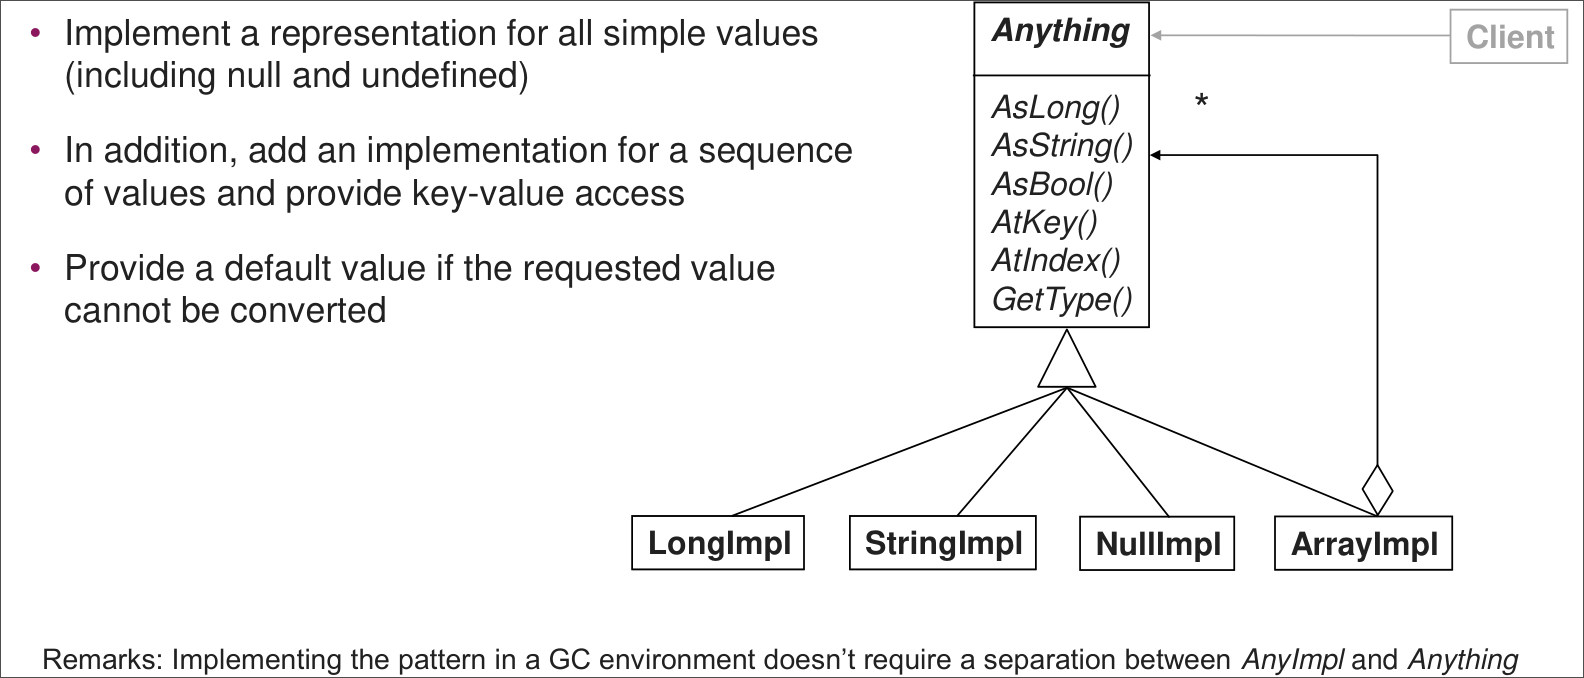 • Implement a representation for all simple values
(including null and undefined)
• In addition, add an implementation for a sequence
of values and provide key-value access
• Provide a default value if the requested value
cannot be converted
Anything
Client
AsLong()
*
AsString()
AsBool()
AtKey()
AtIndex()
GetType()
LongImpl
StringImpl
NullImpl
ArrayImpl
Remarks: Implementing the pattern in a GC environment doesn’t require a separation between AnyImpl and Anything